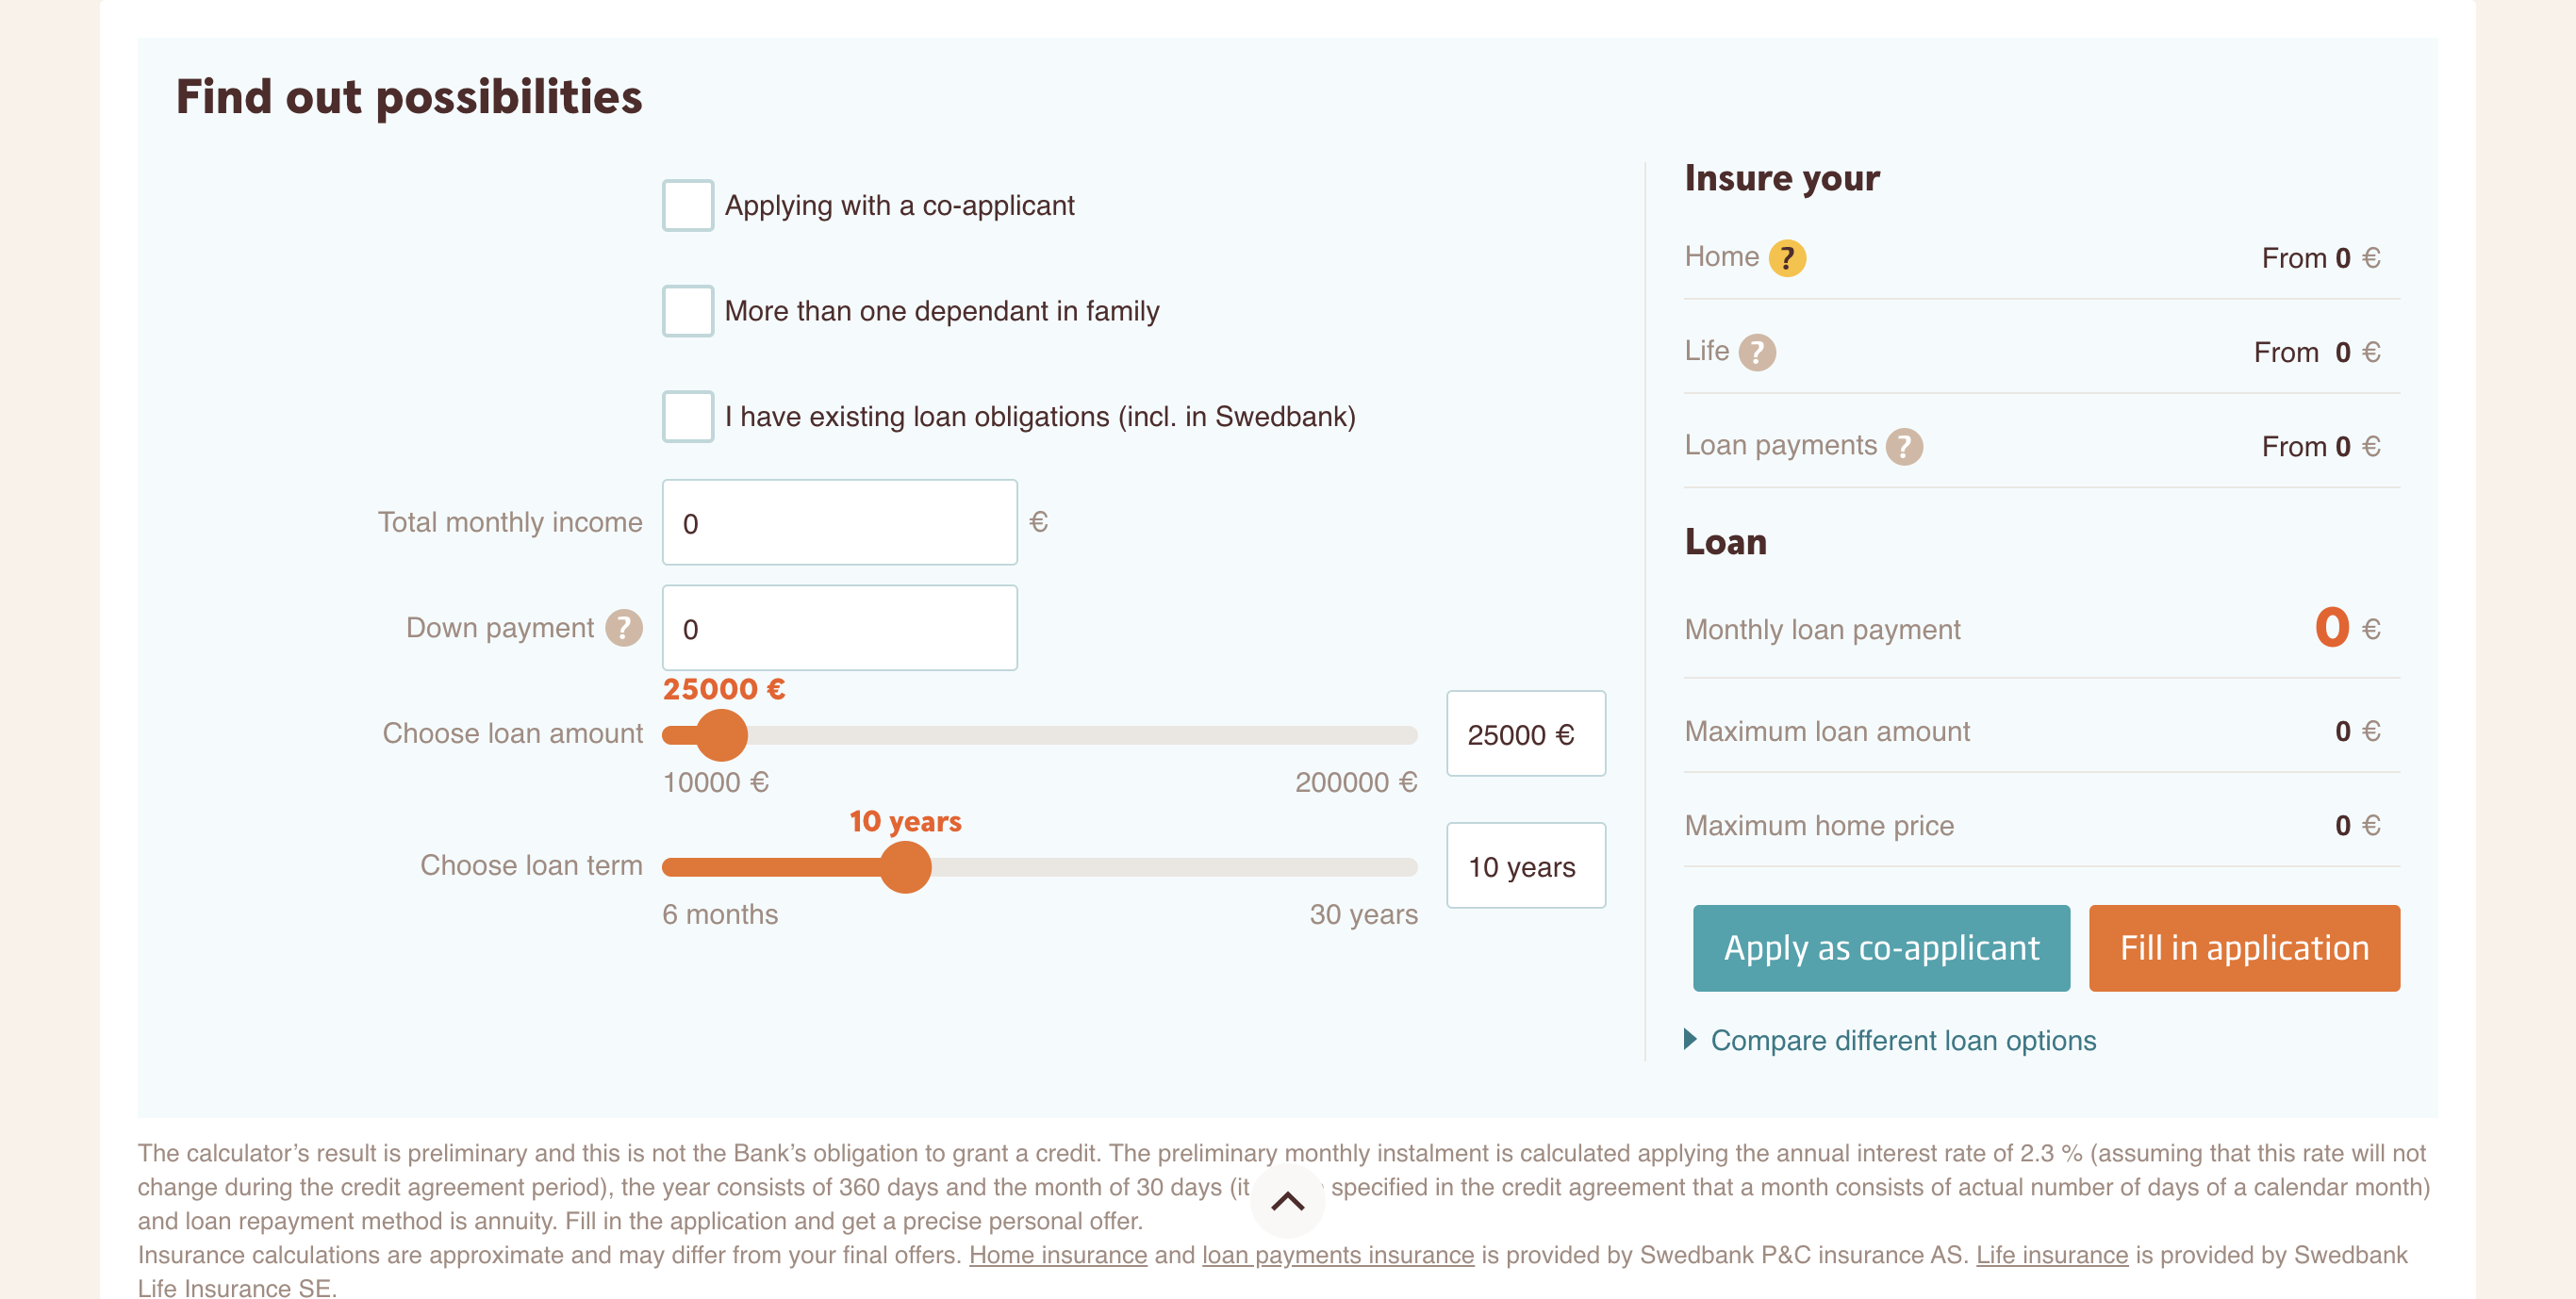 Find out possibilities
Applying with a co-applicant
More than one dependant in family
I have existing loan obligations (incl. in Swedbank)
Total monthly income 0 €
Down payment ? 0
25000 €
Choose loan amount 25000 €
10000 € 200000 €
10 years
Choose loan term 10 years
6 months 30 years
Insure your
Home ? From 0 €
Life ? From 0 €
Loan payments ? From 0 €
Loan
Monthly loan payment 0 €
Maximum loan amount 0 €
Maximum home price 0 €
Apply as co-applicant Fill in application
Compare different loan options
The calculator’s result is preliminary and this is not the Bank’s obligation to grant a credit. The preliminary monthly instalment is calculated applying the annual interest rate of 2.3 % (assuming that this rate will not
change during the credit agreement period), the year consists of 360 days and the month of 30 days (it specified in the credit agreement that a month consists of actual number of days of a calendar month)
and loan repayment method is annuity. Fill in the application and get a precise personal offer.
Insurance calculations are approximate and may differ from your final offers. Home insurance and loan payments insurance is provided by Swedbank P&C insurance AS. Life insurance is provided by Swedbank
Life Insurance SE.